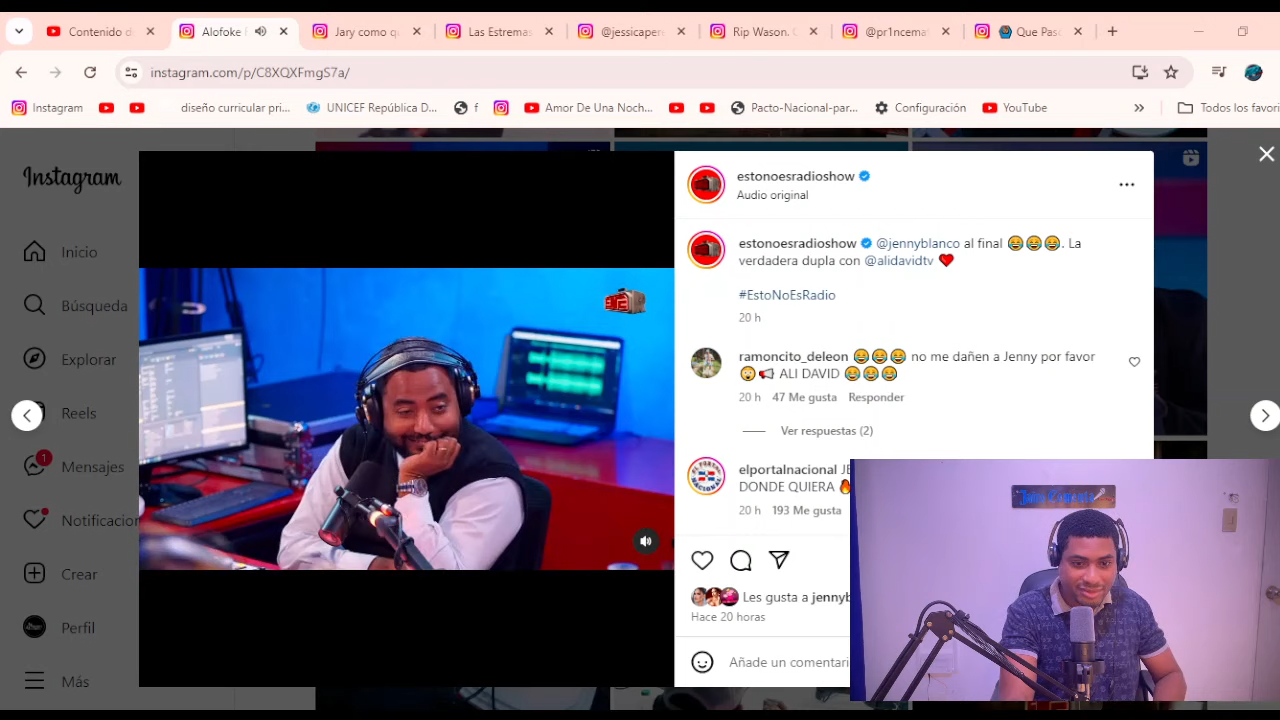 Contenido d
Alofoke
Jary como q
Las Estremas
@jessicaper
Rip Wason.
@pr1ncema
Que Pas
instagram.com/p/C8XQXFmgS7a/
Instagram
diseño curricular pri...
UNICEF República D...
f
Amor De Una Noch...
Pacto-Nacional-par...
Configuración
YouTube
»
Todos los favori
Instagram
Inicio
Búsqueda
Explorar
Reels
1
Mensajes
Notificacion
Crear
Perfil
Más
estonoesradioshow
Audio original
estonoesradioshow @jennyblanco al final 😂😂😂. La
verdadera dupla con @alidavidtv ❤️
#EstoNoEsRadio
20 h
ramoncito_deleon 😂😂😂 no me dañen a Jenny por favor
😲📢 ALI DAVID 😂😂😂
20 h 47 Me gusta Responder
Ver respuestas (2)
elportalnacional
DONDE QUIERA 🔥
20 h 193 Me gusta
Les gusta a jennyb
Hace 20 horas
Añade un comentari